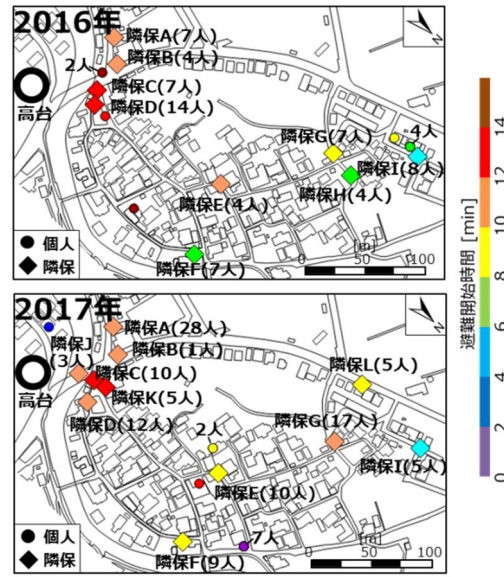 2016年
隣保A(7人)
2人
隣保B(4人)
隣保C(7人)
高台
隣保D(14人)
隣保G(7人)
4人
隣保I(8人)
隣保E(4人)
隣保H(4人)
個人
隣保
隣保F(7人)
[m]
0 50 100
2017年
隣保A(28人)
隣保J
(3人)
隣保B(1人)
隣保C(10人)
高台
隣保K(5人)
隣保D(12人)
隣保L(5人)
隣保G(17人)
2人
隣保I(5人)
隣保E(10人)
個人
隣保
7人
隣保F(9人)
[m]
0 50 100
避難開始時間 [min]
14
12
10
8
6
4
2
0